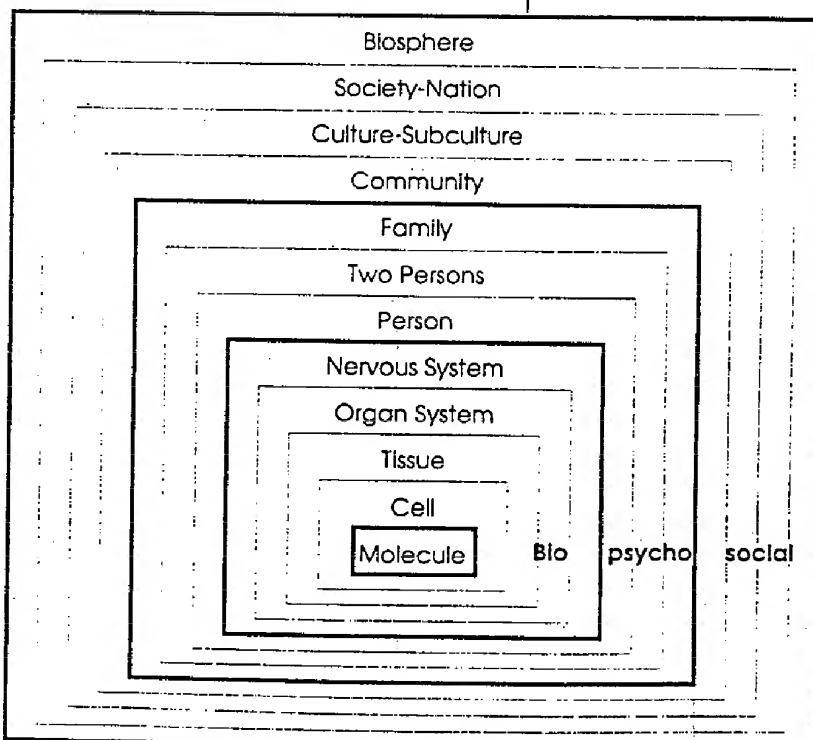 Biosphere
Society-Nation
Culture-Subculture
Community
Family
Two Persons
Person
Nervous System
Organ System
Tissue
Cell
Molecule Bio psycho social